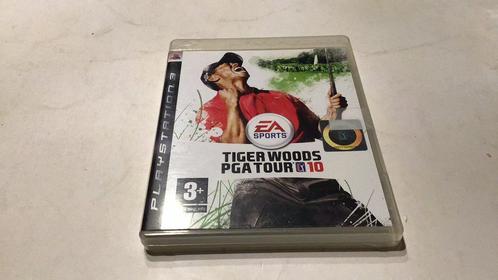 PLAYSTATION 3
EA
SPORTS
TIGER WOODS
PGA TOUR 10
3+